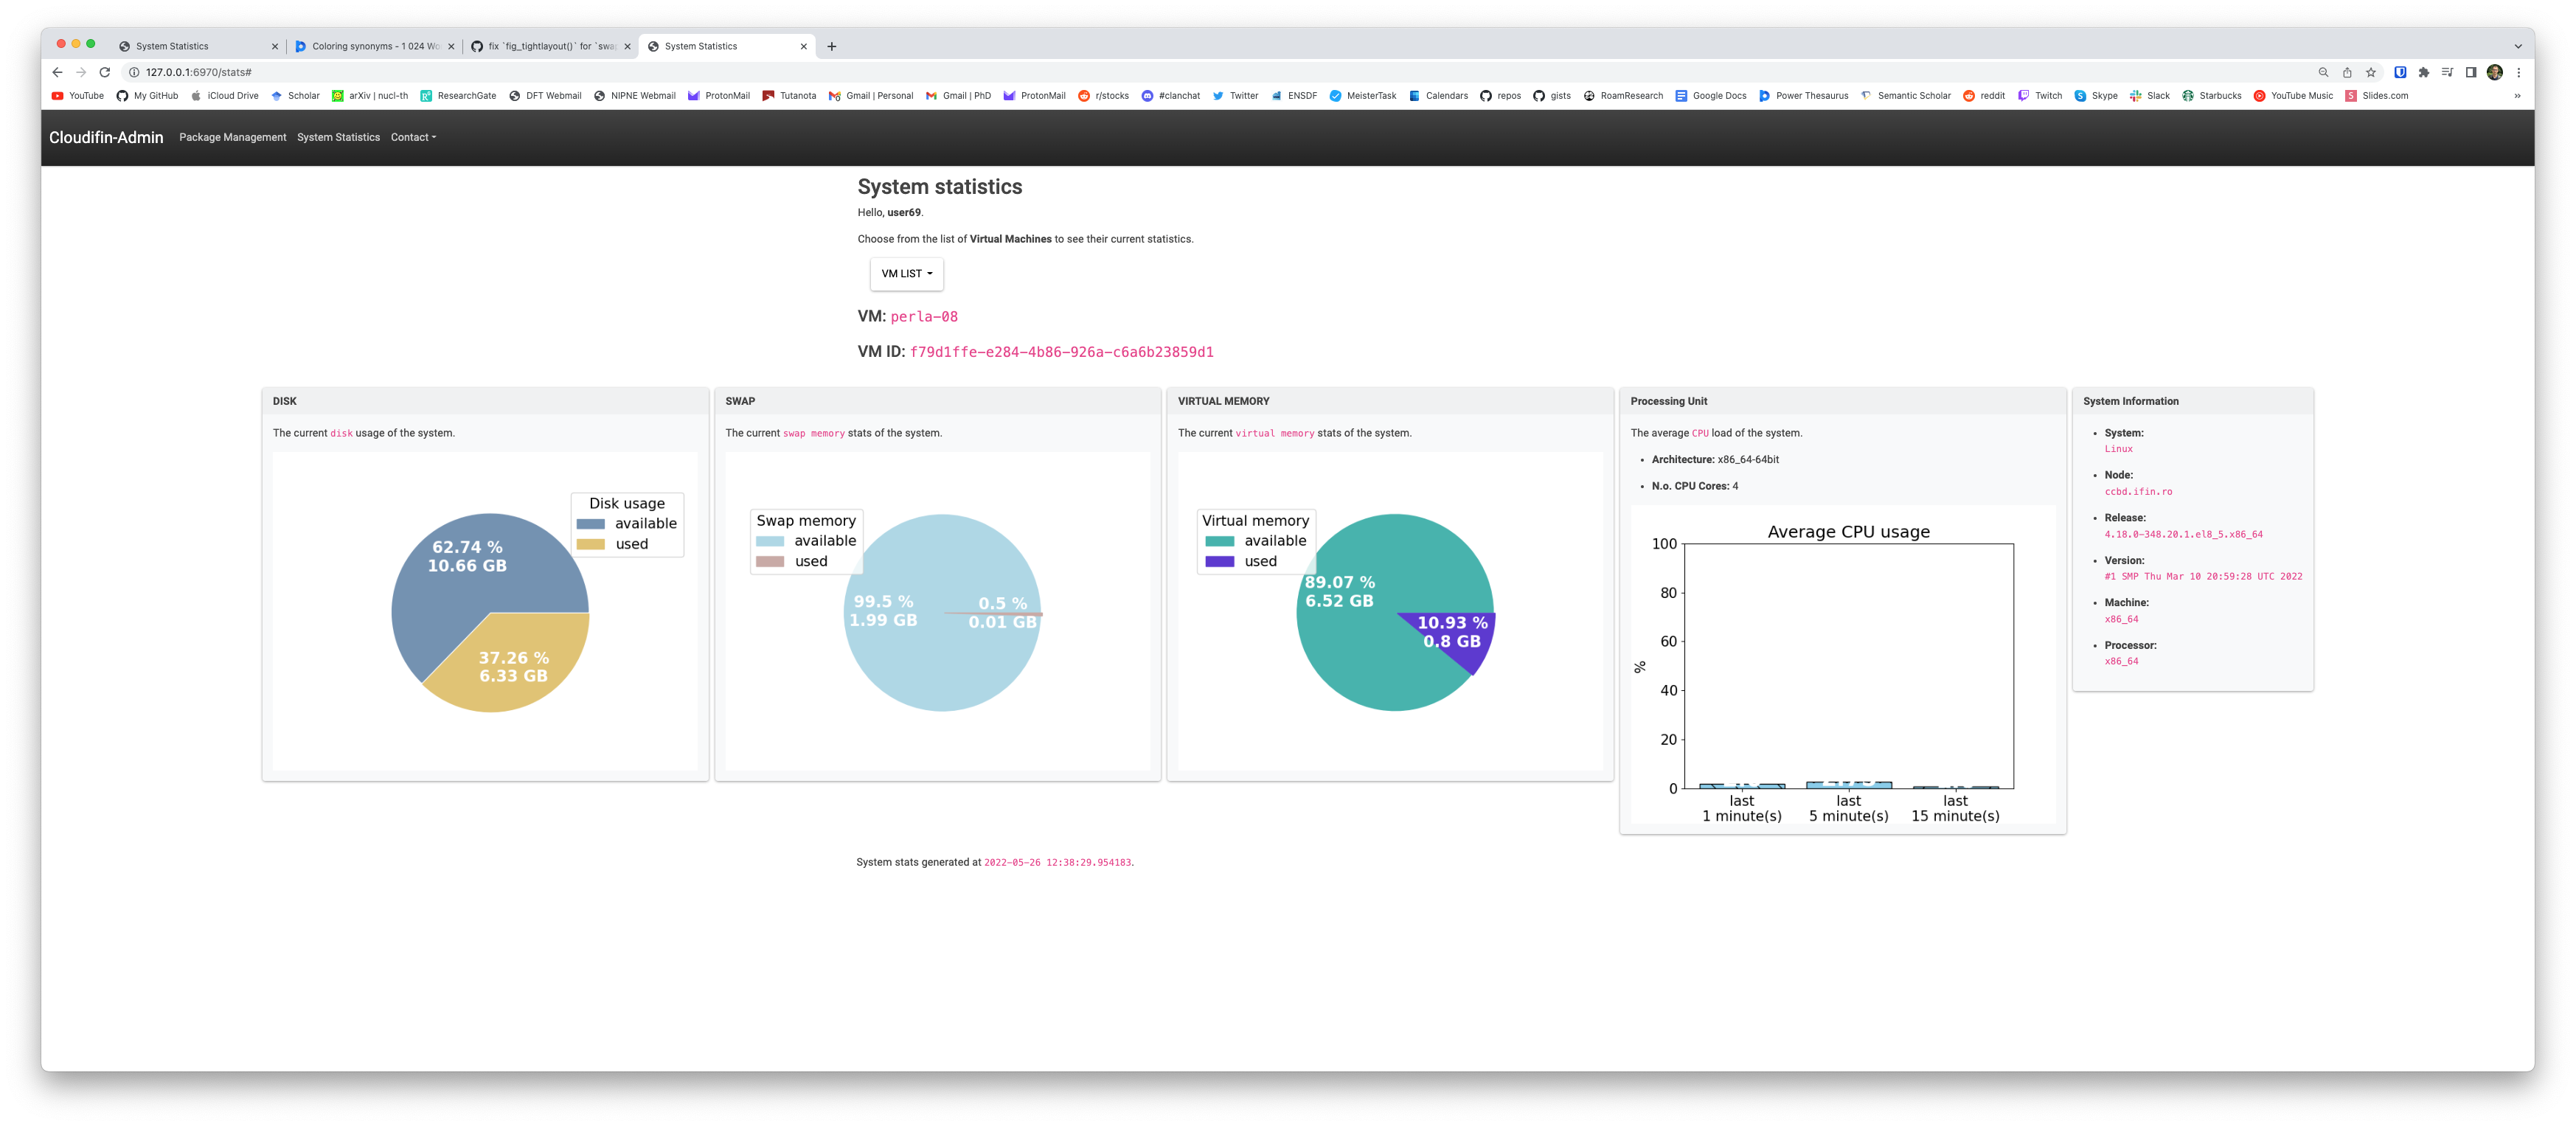 System Statistics
Coloring synonyms - 1 024 Wo
fix `fig_tightlayout()` for `swap
System Statistics
127.0.0.1:6970/stats#
YouTube My GitHub iCloud Drive Scholar arXiv | nucl-th ResearchGate DFT Webmail NIPNE Webmail ProtonMail Tutanota Gmail | Personal Gmail | PhD ProtonMail r/stocks #clanchat Twitter ENSDF MeisterTask Calendars repos gists RoamResearch Google Docs Power Thesaurus Semantic Scholar reddit Twitch Skype Slack Starbucks YouTube Music Slides.com »
Cloudifin-Admin Package Management System Statistics Contact
System statistics
Hello, user69.
Choose from the list of Virtual Machines to see their current statistics.
VM LIST
VM: perla-08
VM ID: f79d1ffe-e284-4b86-926a-c6a6b23859d1
DISK
The current disk usage of the system.
Disk usage
available
used
62.74 %
10.66 GB
37.26 %
6.33 GB
SWAP
The current swap memory stats of the system.
Swap memory
available
used
99.5 %
1.99 GB
0.5 %
0.01 GB
VIRTUAL MEMORY
The current virtual memory stats of the system.
Virtual memory
available
used
89.07 %
6.52 GB
10.93 %
0.8 GB
Processing Unit
The average CPU load of the system.
• Architecture: x86_64-64bit
• N.o. CPU Cores: 4
Average CPU usage
100
80
60
%
40
20
0
last
1 minute(s)
last
5 minute(s)
last
15 minute(s)
System Information
• System:
Linux
• Node:
ccbd.ifin.ro
• Release:
4.18.0-348.20.1.el8_5.x86_64
• Version:
#1 SMP Thu Mar 10 20:59:28 UTC 2022
• Machine:
x86_64
• Processor:
x86_64
System stats generated at 2022-05-26 12:38:29.954183.